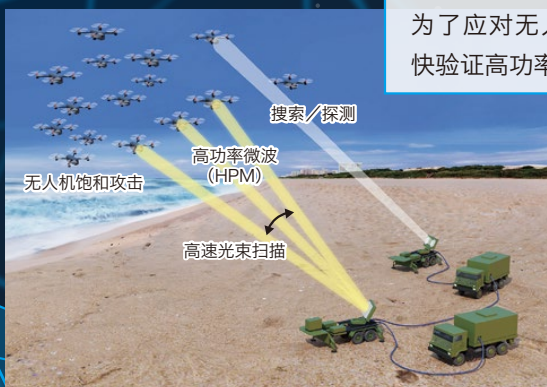 为了应对无人
快验证高功率
搜索／探测
高功率微波
（HPM）
无人机饱和攻击
高速光束扫描